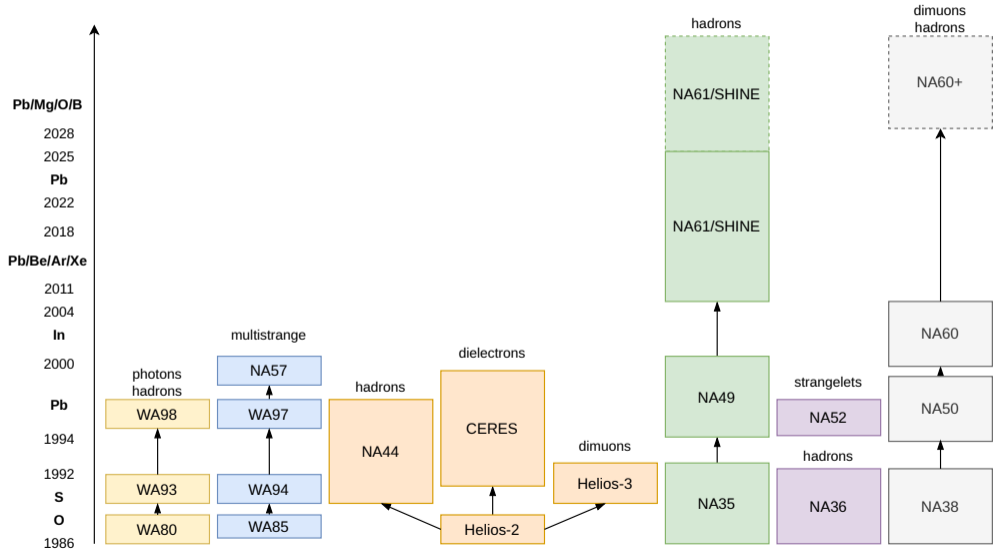 dimuons
hadrons
hadrons
NA61/SHINE
NA60+
Pb/Mg/O/B
2028
2025
Pb
2022
2018
Pb/Be/Ar/Xe
2011
2004
In
2000
NA61/SHINE
NA60
multistrange
NA57
dielectrons
photons
hadrons
hadrons
strangelets
Pb
WA98
WA97
NA44
CERES
NA49
NA52
NA50
1994
dimuons
hadrons
1992
S
O
1986
WA93
WA94
Helios-3
NA35
NA36
NA38
WA80
WA85
Helios-2